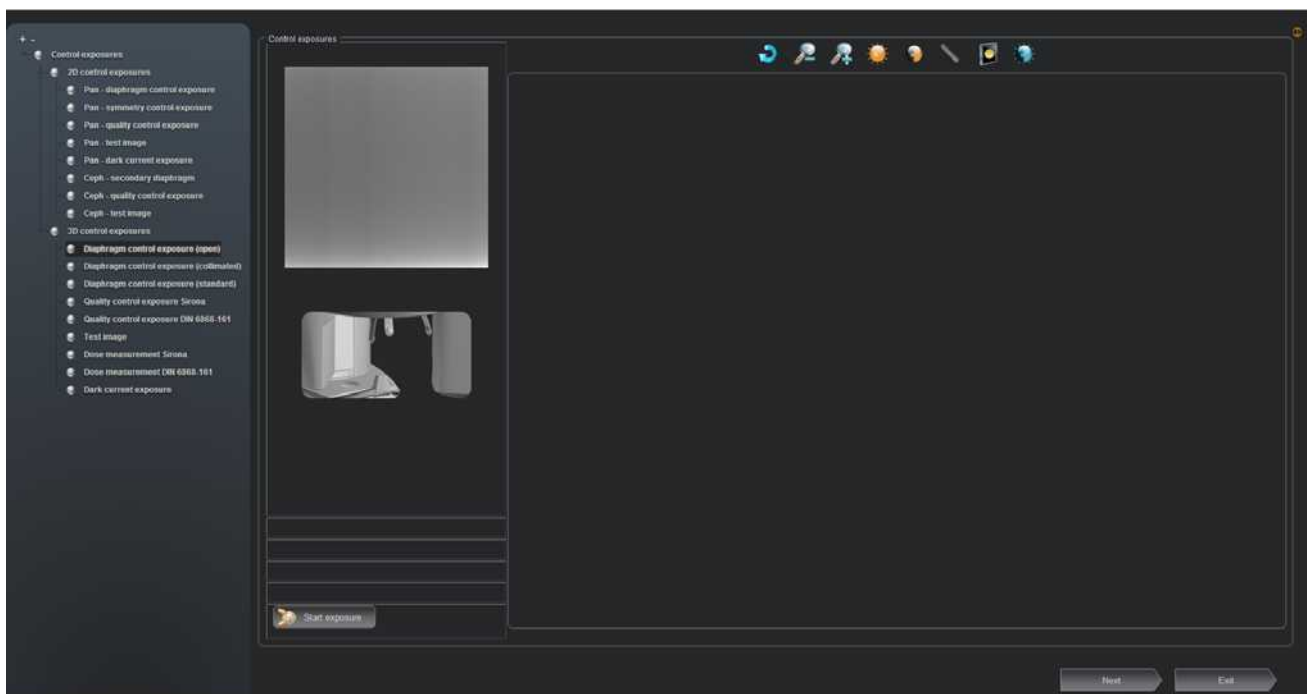 + -
Control exposures
2D control exposures
Pan - diaphragm control exposure
Pan - symmetry control exposure
Pan - quality control exposure
Pan - test image
Pan - dark current exposure
Ceph - secondary diaphragm
Ceph - quality control exposure
Ceph - test image
3D control exposures
Diaphragm control exposure (open)
Diaphragm control exposure (collimated)
Diaphragm control exposure (standard)
Quality control exposure Sirona
Quality control exposure DIN 6868-161
Test image
Dose measurement Sirona
Dose measurement DIN 6868-161
Dark current exposure
Control exposures
Start exposure
Next
Exit